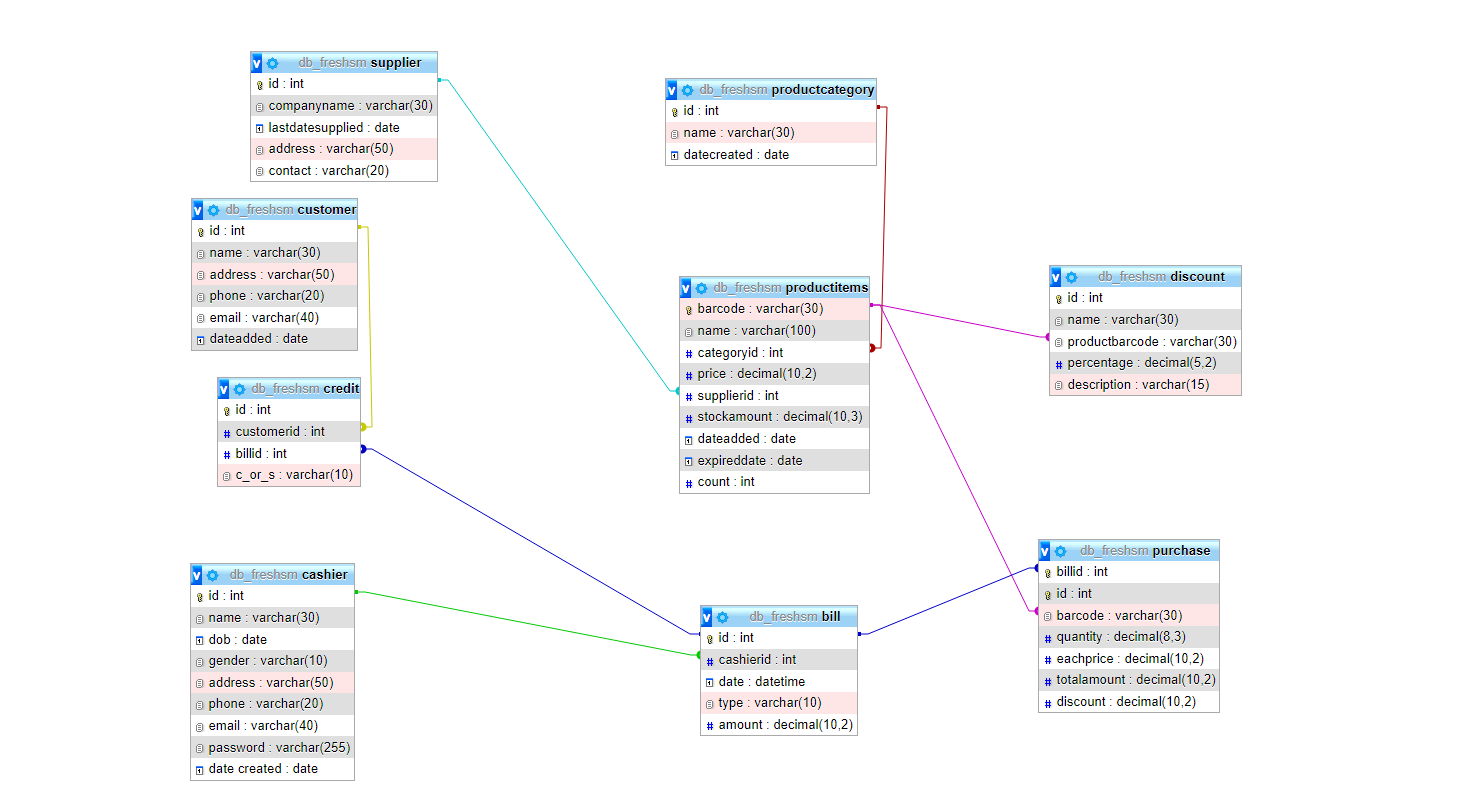 db_freshsm supplier
id : int
companyname : varchar(30)
lastdatesupplied : date
address : varchar(50)
contact : varchar(20)
db_freshsm productcategory
id : int
name : varchar(30)
datecreated : date
db_freshsm customer
id : int
name : varchar(30)
address : varchar(50)
phone : varchar(20)
email : varchar(40)
dateadded : date
db_freshsm productitems
barcode : varchar(30)
name : varchar(100)
categoryid : int
price : decimal(10,2)
supplierid : int
stockamount : decimal(10,3)
dateadded : date
expireddate : date
count : int
db_freshsm discount
id : int
name : varchar(30)
productbarcode : varchar(30)
percentage : decimal(5,2)
description : varchar(15)
db_freshsm credit
id : int
customerid : int
billid : int
c_or_s : varchar(10)
db_freshsm cashier
id : int
name : varchar(30)
dob : date
gender : varchar(10)
address : varchar(50)
phone : varchar(20)
email : varchar(40)
password : varchar(255)
date created : date
db_freshsm bill
id : int
cashierid : int
date : datetime
type : varchar(10)
amount : decimal(10,2)
db_freshsm purchase
billid : int
id : int
barcode : varchar(30)
quantity : decimal(8,3)
eachprice : decimal(10,2)
totalamount : decimal(10,2)
discount : decimal(10,2)